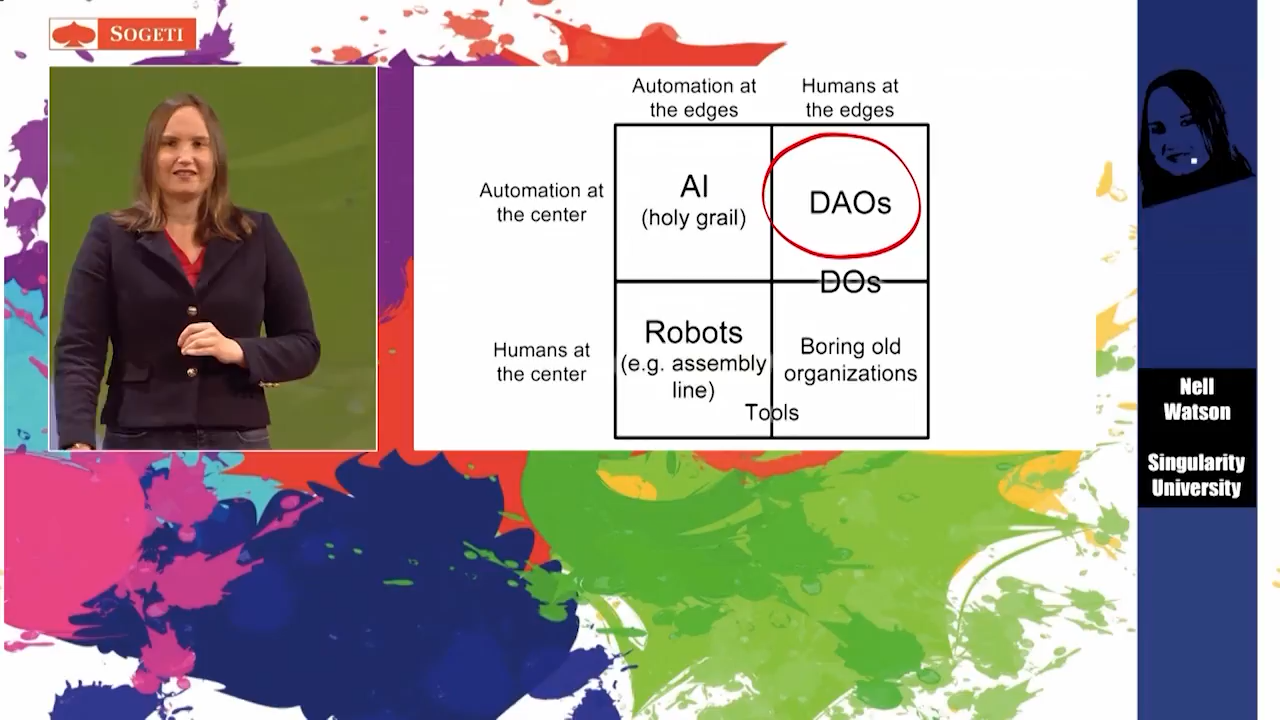 SOGETI
Automation at
the edges
Humans at
the edges
Automation at
the center
AI
(holy grail)
DAOs
DOs
Humans at
the center
Robots
(e.g. assembly
line)
Boring old
organizations
Tools
Nell
Watson
Singularity
University